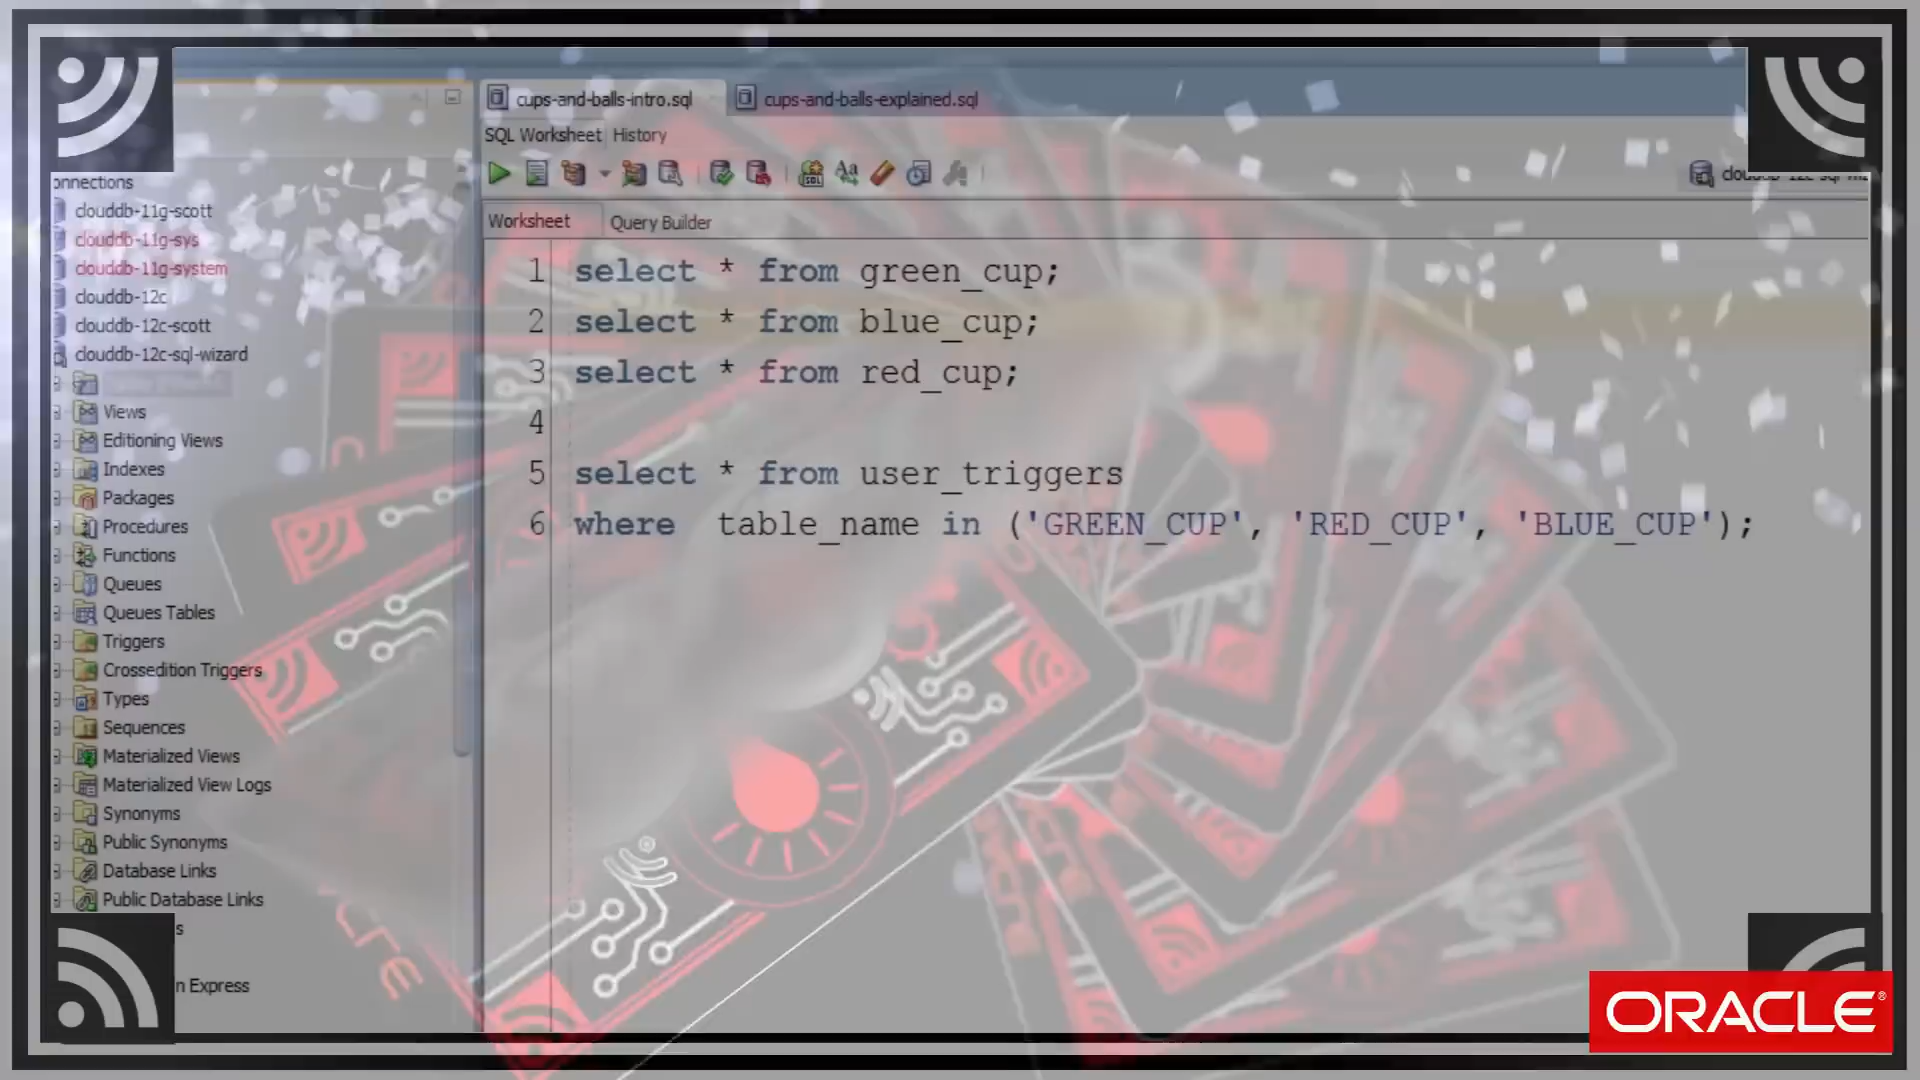 cups-and-balls-intro.sql
cups-and-balls-explained.sql
SQL Worksheet History
Worksheet
Query Builder
1 select * from green_cup;
2 select * from blue_cup;
3 select * from red_cup;
4
5 select * from user_triggers
6 where table_name in ('GREEN_CUP', 'RED_CUP', 'BLUE_CUP');
onnections
clouddb-11g-scott
clouddb-11g-sys
clouddb-11g-system
clouddb-12c
clouddb-12c-scott
clouddb-12c-sql-wizard
Views
Editioning Views
Indexes
Packages
Procedures
Functions
Queues
Queues Tables
Triggers
Crossedition Triggers
Types
Sequences
Materialized Views
Materialized View Logs
Synonyms
Public Synonyms
Database Links
Public Database Links
s
n Express
ORACLE®